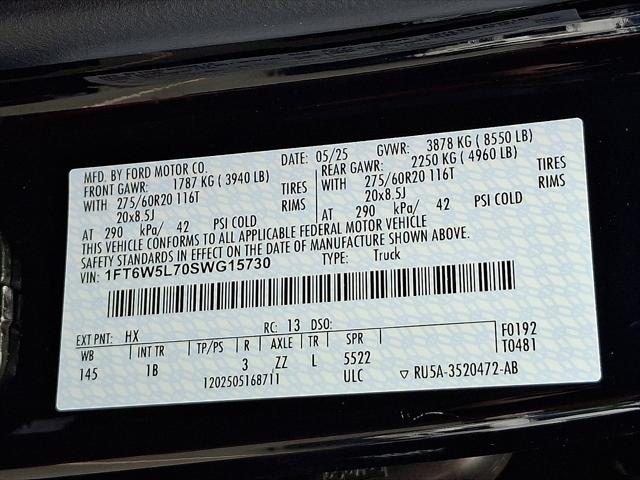 MFD. BY FORD MOTOR CO.
DATE: 05/25
GVWR: 3878 KG ( 8550 LB)
FRONT GAWR: 1787 KG ( 3940 LB)
REAR GAWR: 2250 KG ( 4960 LB)
WITH 275/60R20 116T TIRES
WITH 275/60R20 116T TIRES
20x8.5J RIMS
20x8.5J RIMS
AT 290 kPa/ 42 PSI COLD
AT 290 kPa/ 42 PSI COLD
THIS VEHICLE CONFORMS TO ALL APPLICABLE FEDERAL MOTOR VEHICLE
SAFETY STANDARDS IN EFFECT ON THE DATE OF MANUFACTURE SHOWN ABOVE.
VIN: 1FT6W5L70SWG15730
TYPE: Truck
EXT PNT: HX
RC: 13 DSO:
F0192
T0481
WB INT TR TP/PS R AXLE TR SPR
145 1B 3 ZZ L 5522
1202505168711
ULC
RU5A-3520472-AB